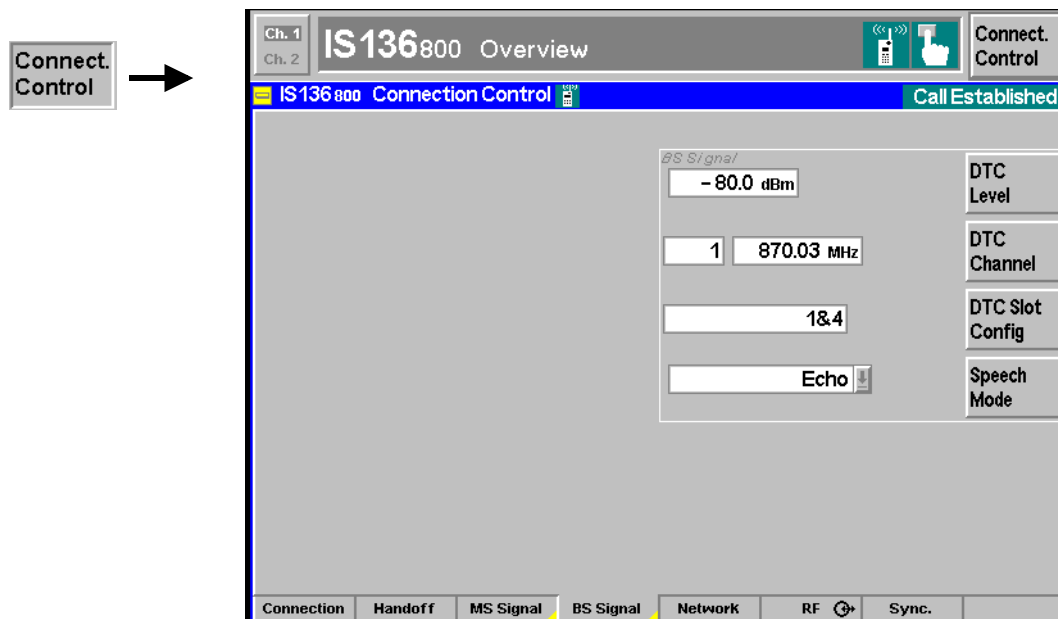 Connect.
Control
Ch. 1
Ch. 2
IS136800 Overview
Connect.
Control
IS136 800 Connection Control
Call Established
BS Signal
– 80.0 dBm
DTC
Level
1 870.03 MHz
DTC
Channel
1&4
DTC Slot
Config
Echo
Speech
Mode
Connection Handoff MS Signal BS Signal Network RF Sync.